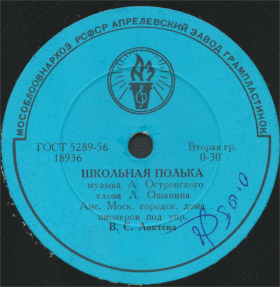 МОСОБЛСОВНАРХОЗ РСФСР АПРЕЛЕВСКИЙ ЗАВОД ГРАМПЛАСТИНОК
ГОСТ 5289-56 Вторая гр.
18936 0-30
ШКОЛЬНАЯ ПОЛЬКА
музыка А. Островского
слова Л. Ошанина
Анс. Моск. городск. дома
пионеров под упр.
В. С. Локтева